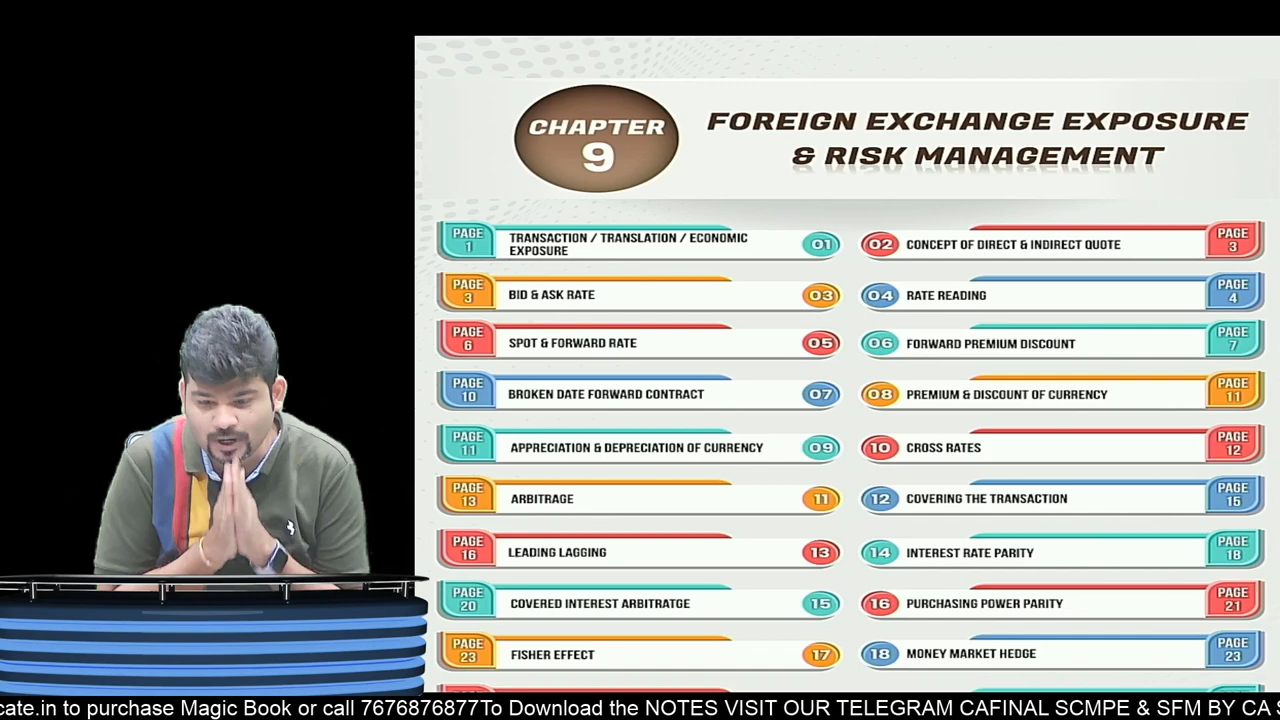 CHAPTER
9
FOREIGN EXCHANGE EXPOSURE
& RISK MANAGEMENT
PAGE
1
TRANSACTION / TRANSLATION / ECONOMIC
EXPOSURE
01
02
CONCEPT OF DIRECT & INDIRECT QUOTE
PAGE
3
PAGE
3
BID & ASK RATE
03
04
RATE READING
PAGE
4
PAGE
6
SPOT & FORWARD RATE
05
06
FORWARD PREMIUM DISCOUNT
PAGE
7
PAGE
10
BROKEN DATE FORWARD CONTRACT
07
08
PREMIUM & DISCOUNT OF CURRENCY
PAGE
11
PAGE
11
APPRECIATION & DEPRECIATION OF CURRENCY
09
10
CROSS RATES
PAGE
12
PAGE
13
ARBITRAGE
11
12
COVERING THE TRANSACTION
PAGE
15
PAGE
16
LEADING LAGGING
13
14
INTEREST RATE PARITY
PAGE
18
PAGE
20
COVERED INTEREST ARBITRATGE
15
16
PURCHASING POWER PARITY
PAGE
21
PAGE
23
FISHER EFFECT
17
18
MONEY MARKET HEDGE
PAGE
23
cate.in to purchase Magic Book or call 7676876877To Download the NOTES VISIT OUR TELEGRAM CAFINAL SCMPE & SFM BY CA S